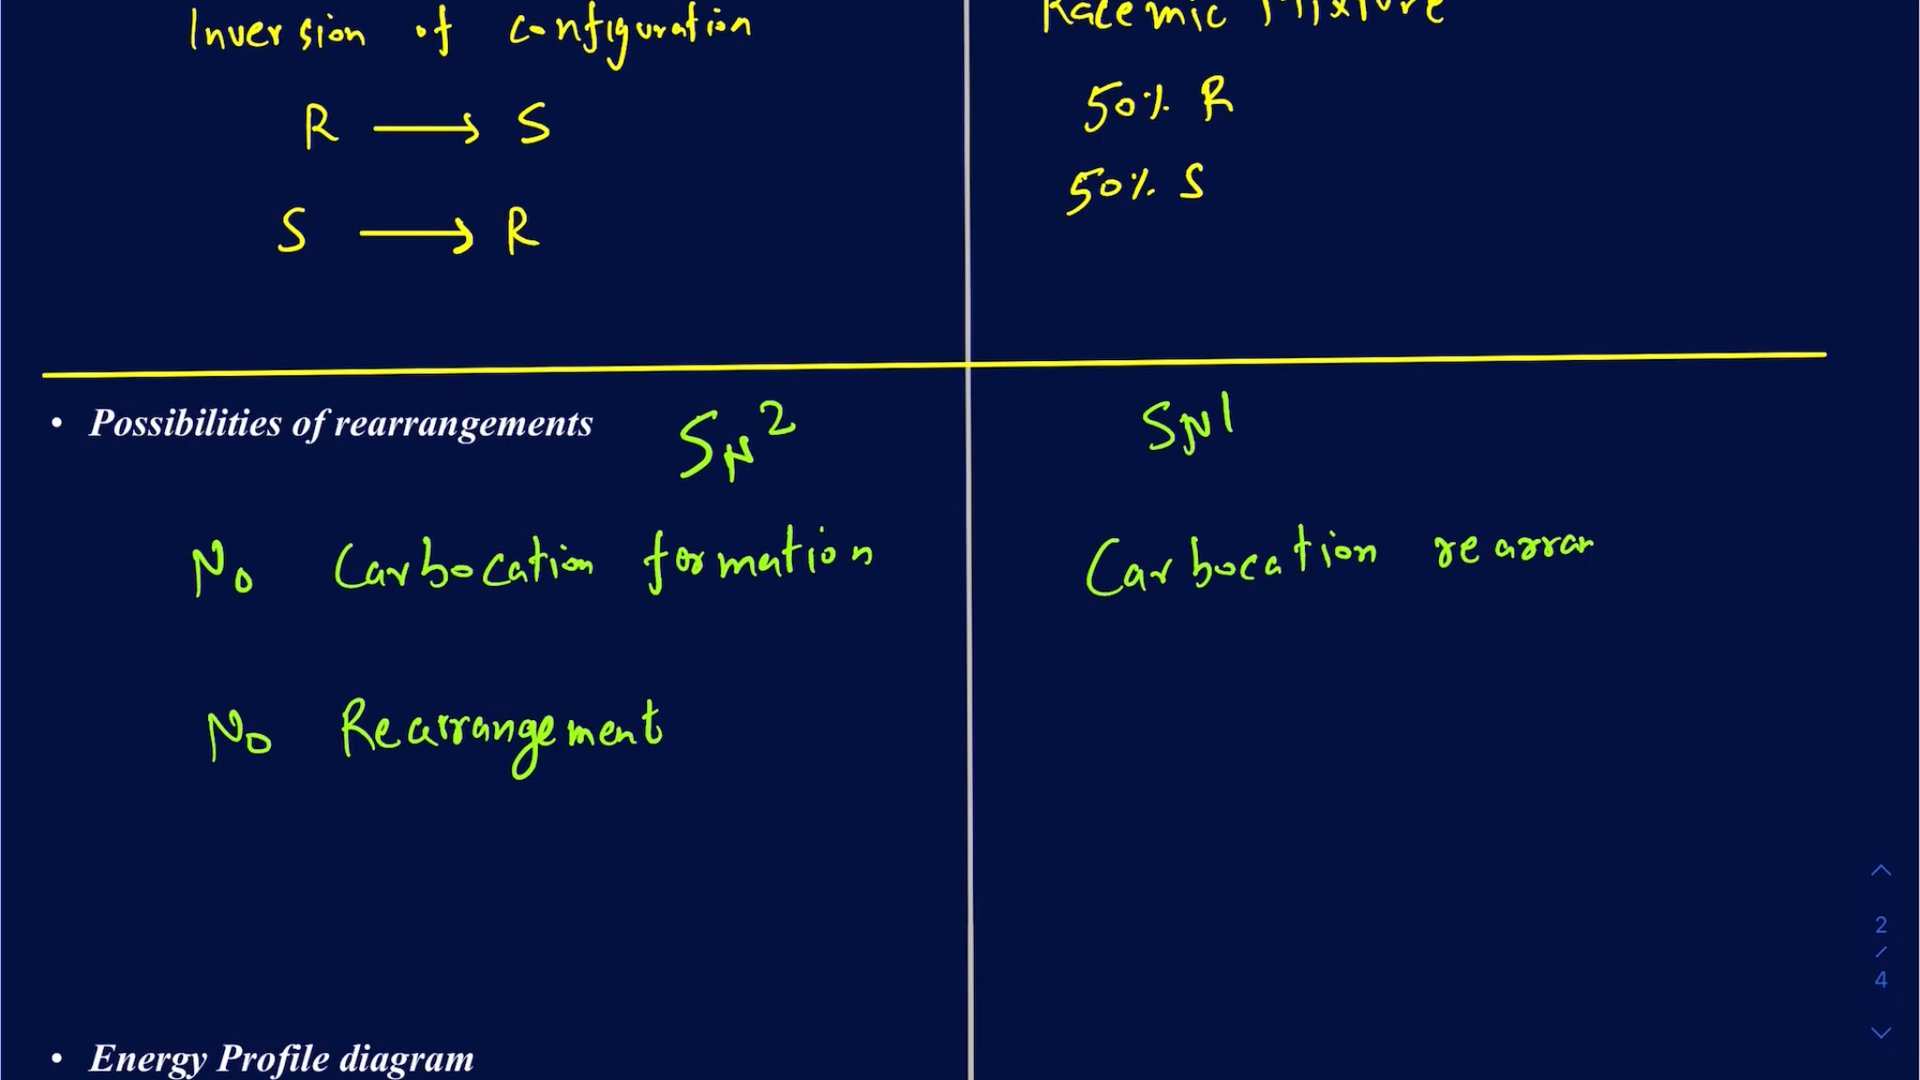 Inversion of configuration
Racemic Mixture
R → S
50% R
S → R
50% S
• Possibilities of rearrangements
SN2
SN1
No Carbocation formation
Carbocation rearran
No Rearrangement
2
/
4
• Energy Profile diagram